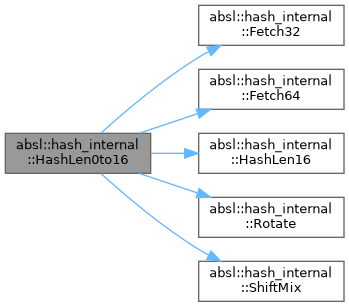 absl::hash_internal
::HashLen0to16
absl::hash_internal
::Fetch32
absl::hash_internal
::Fetch64
absl::hash_internal
::HashLen16
absl::hash_internal
::Rotate
absl::hash_internal
::ShiftMix